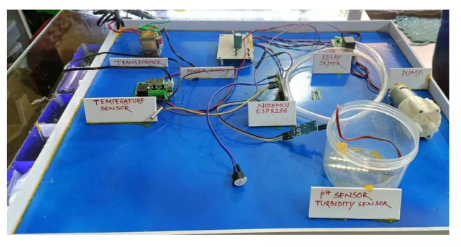 TRANSFORMER
RELAY
DRIVER
PUMP
TEMPERATURE
SENSOR
NODEMCU
ESP8266
PH SENSOR
TURBIDITY SENSOR